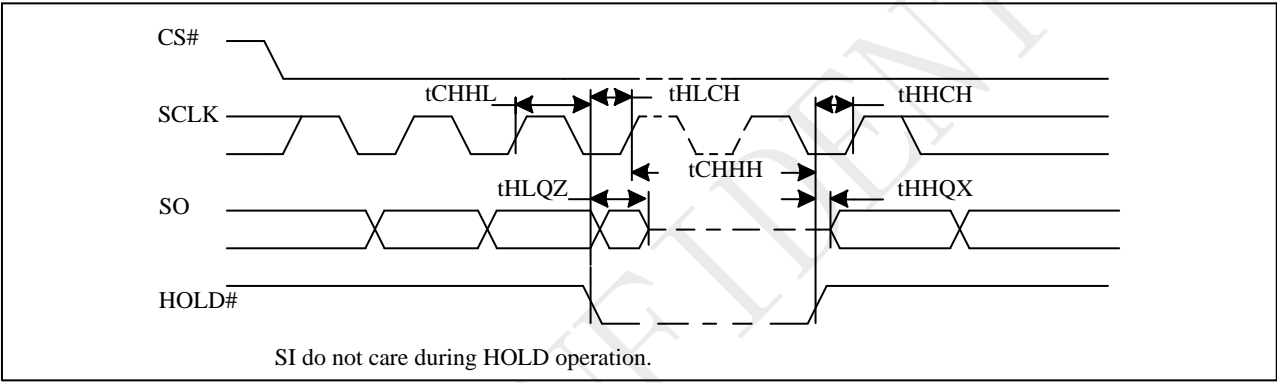 CS#
tCHHL
tHLCH
tHHCH
SCLK
tCHHH
tHLQZ
tHHQX
SO
HOLD#
SI do not care during HOLD operation.